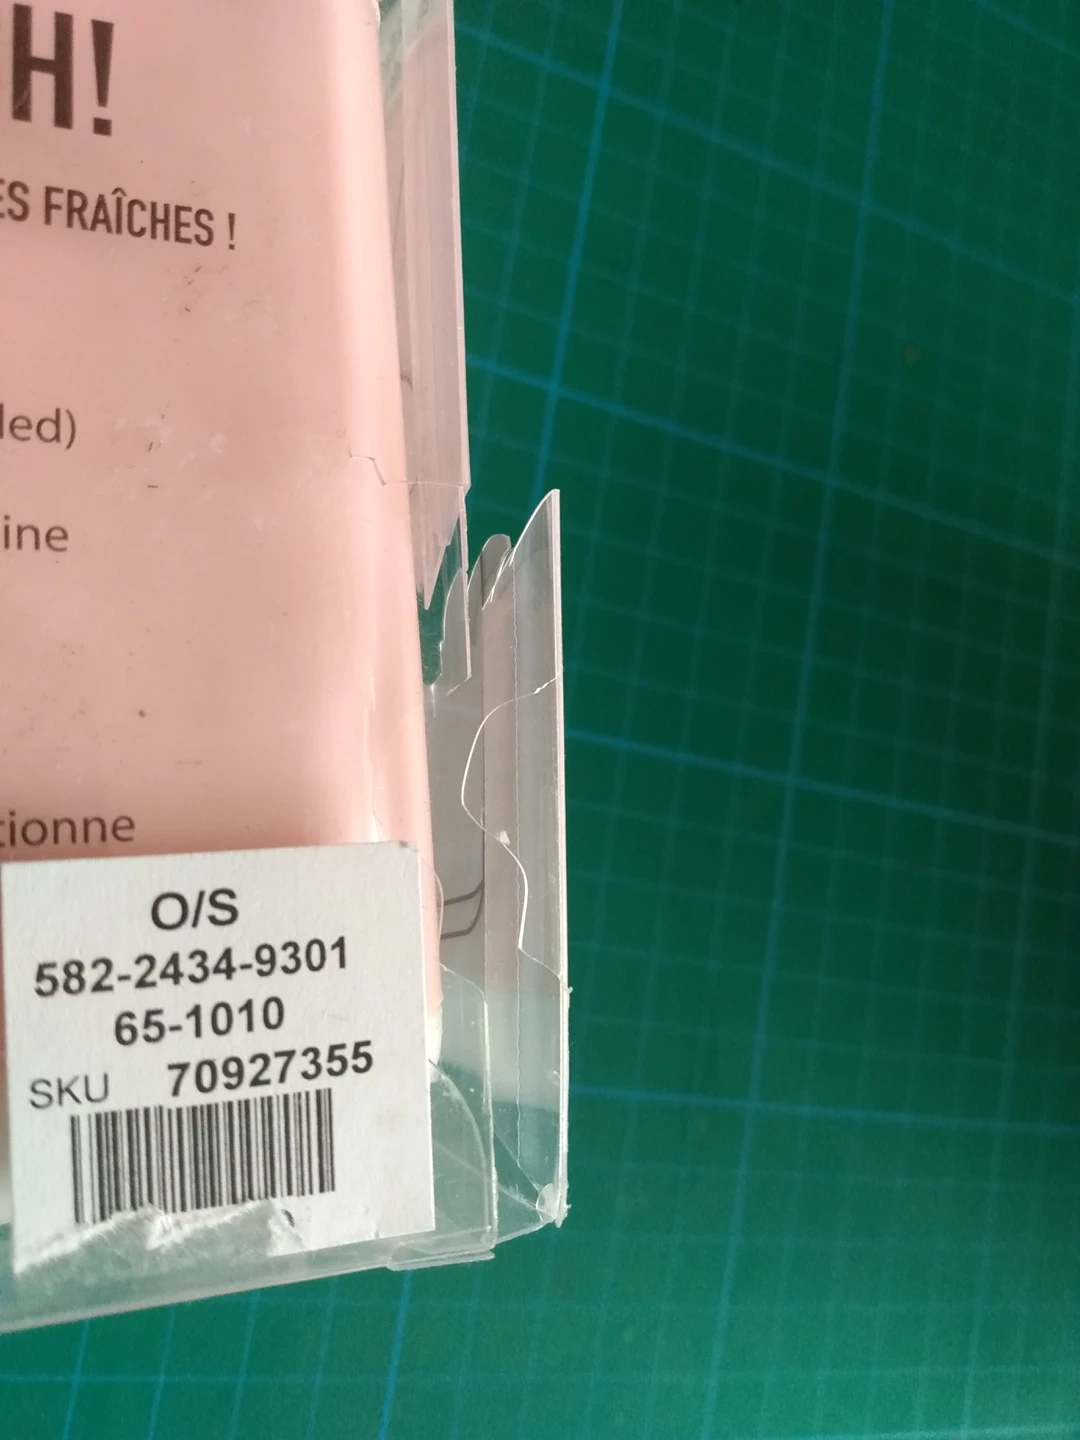 H!
ES FRAÎCHES !
led)
ine
tionne
O/S
582-2434-9301
65-1010
SKU 70927355